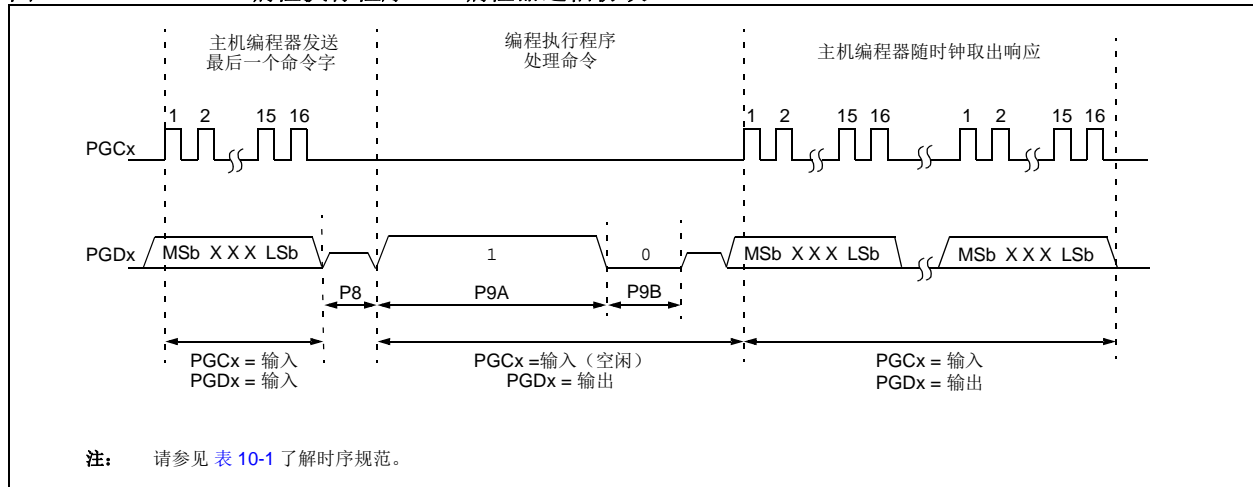 主机编程器发送
最后一个命令字
编程执行程序
处理命令
主机编程器随时钟取出响应
1 2 15 16
1 2 15 16
1 2 15 16
PGCx
PGDx
MSb X X X LSb
1
0
MSb X X X LSb
MSb X X X LSb
P8
P9A
P9B
PGCx = 输入
PGDx = 输入
PGCx =输入（空闲）
PGDx = 输出
PGCx = 输入
PGDx = 输出
注： 请参见 表 10-1 了解时序规范。